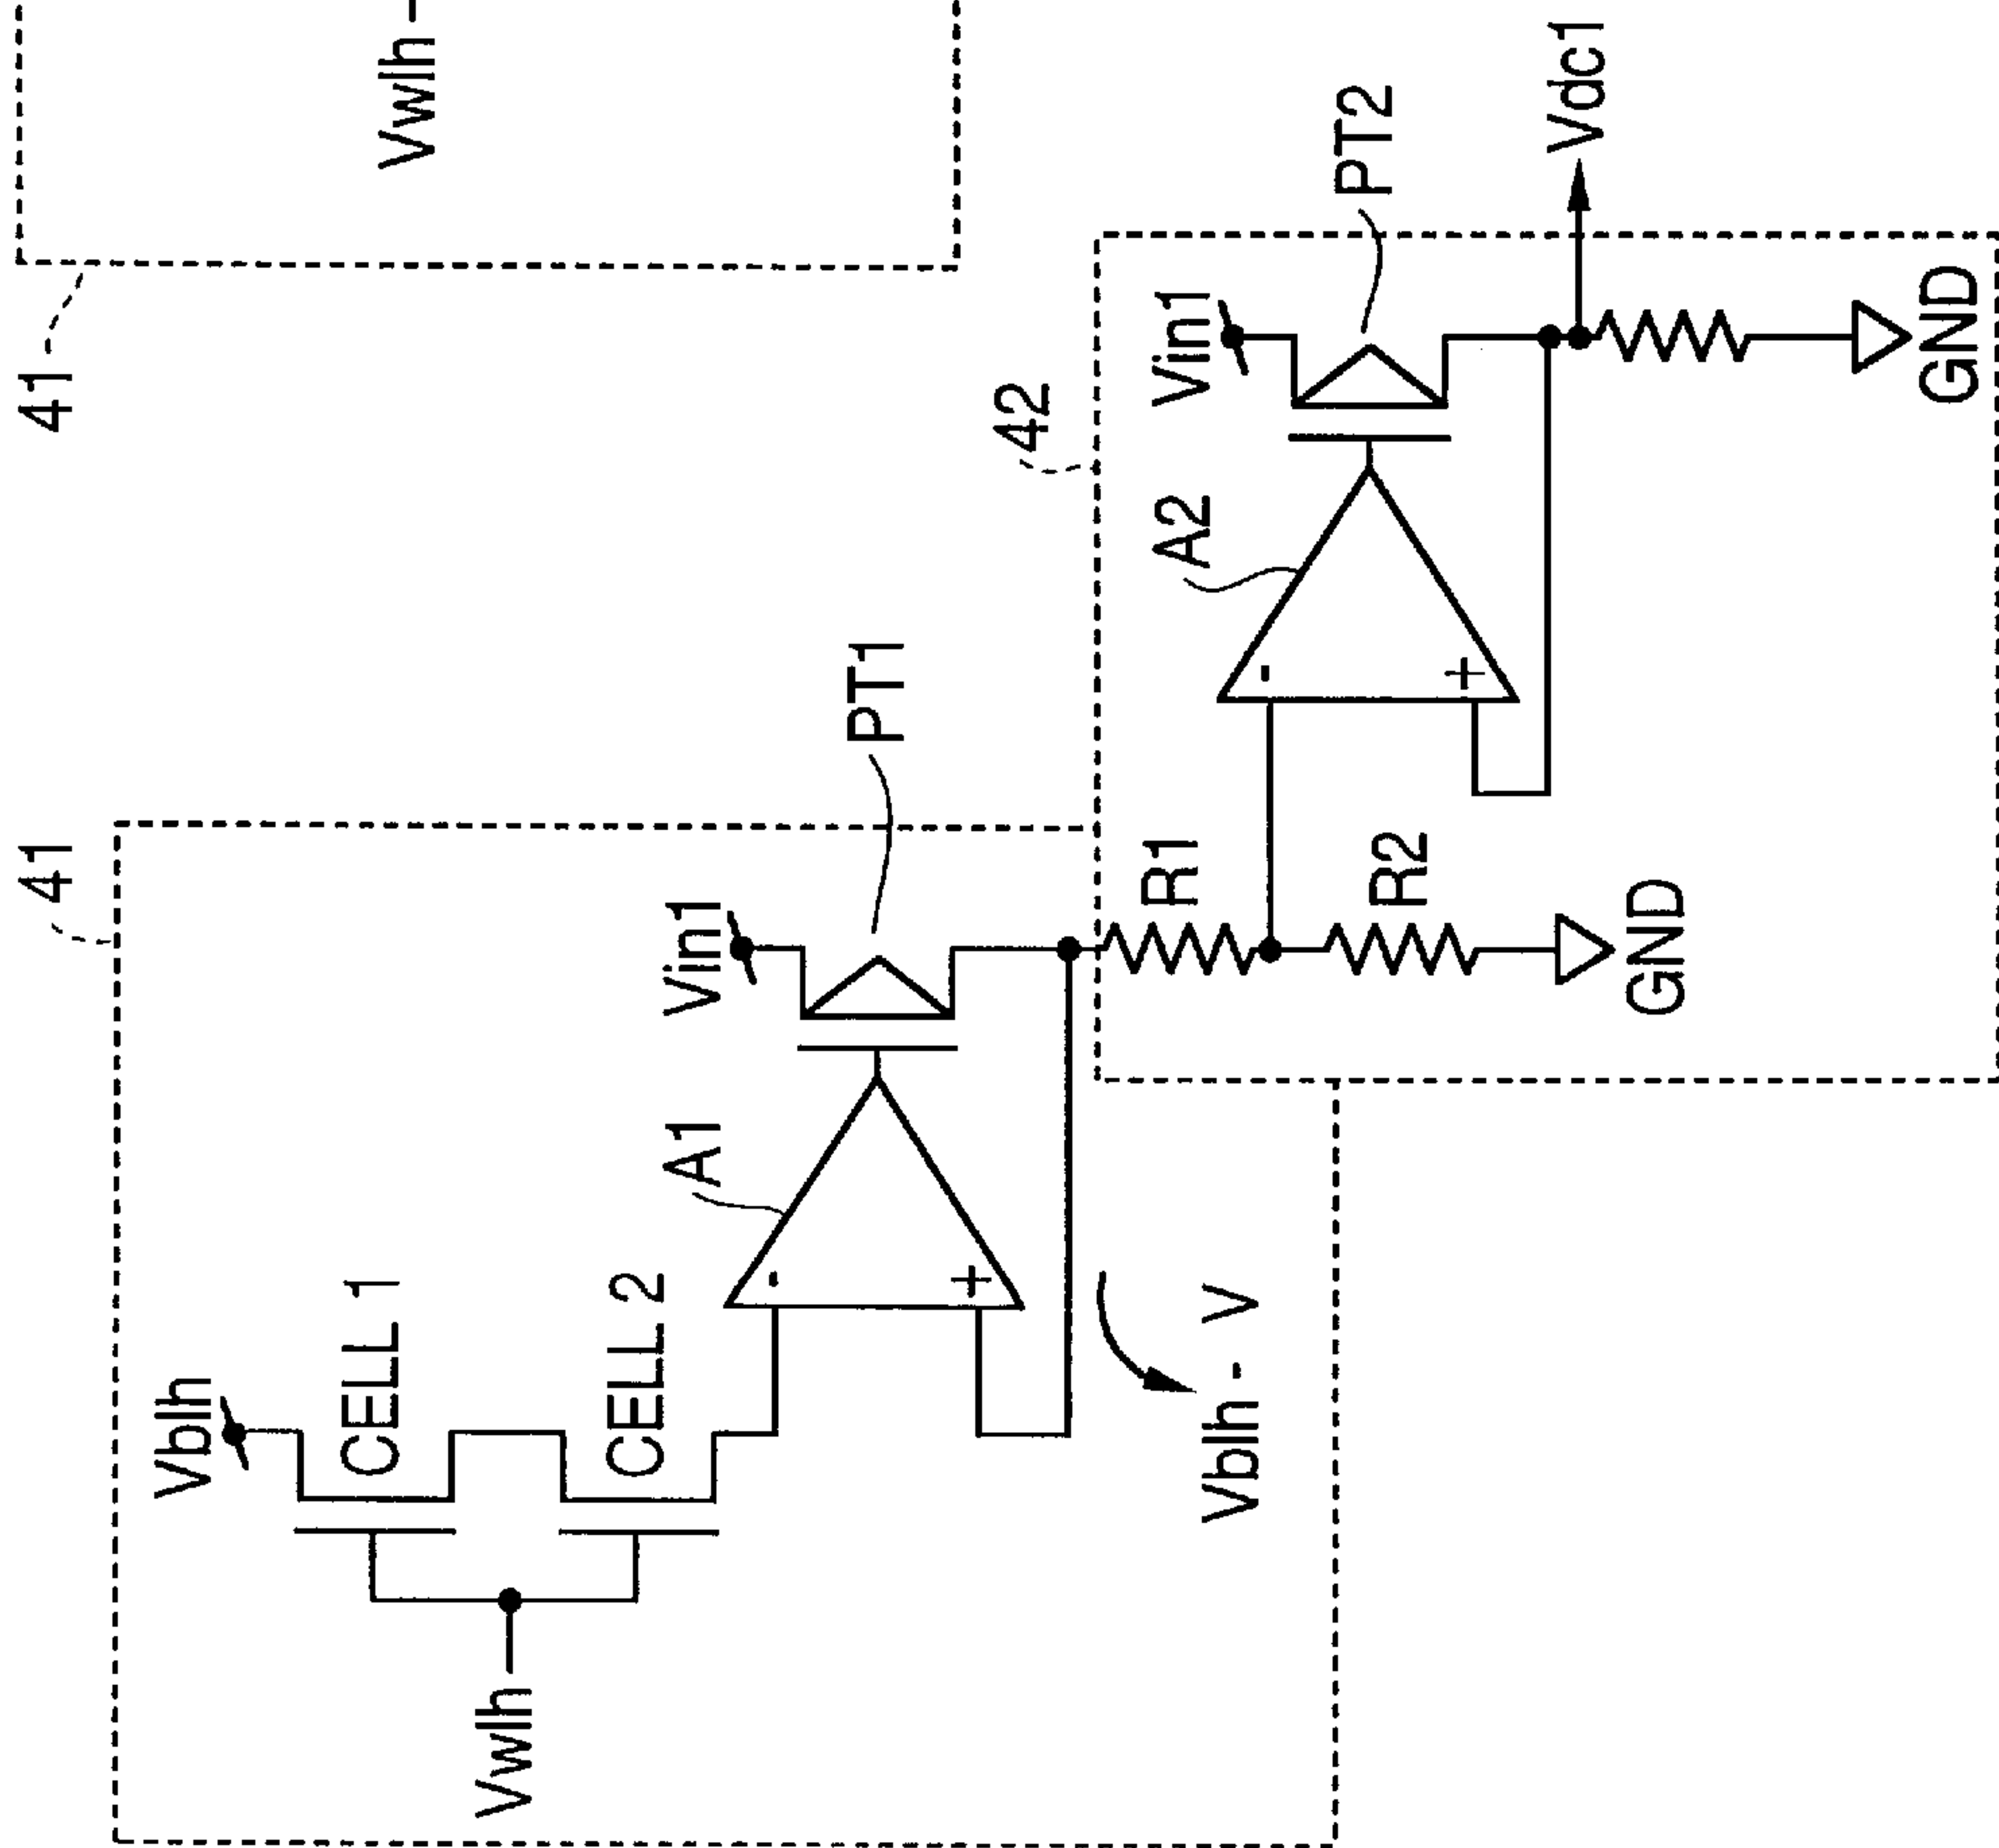 41
Vwlh
41
Vblh
CELL 1
CELL 2
Vwlh
A1
Vin1
PT1
Vblh - V
42
R1
R2
GND
A2
Vin1
PT2
Vdc1
GND
-
+
-
+